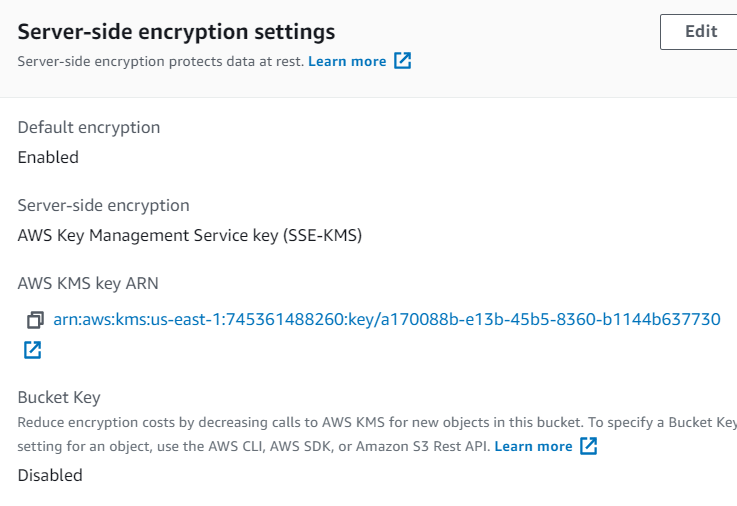 Server-side encryption settings
Edit
Server-side encryption protects data at rest. Learn more
Default encryption
Enabled
Server-side encryption
AWS Key Management Service key (SSE-KMS)
AWS KMS key ARN
arn:aws:kms:us-east-1:745361488260:key/a170088b-e13b-45b5-8360-b1144b637730
Bucket Key
Reduce encryption costs by decreasing calls to AWS KMS for new objects in this bucket. To specify a Bucket Key
setting for an object, use the AWS CLI, AWS SDK, or Amazon S3 Rest API. Learn more
Disabled